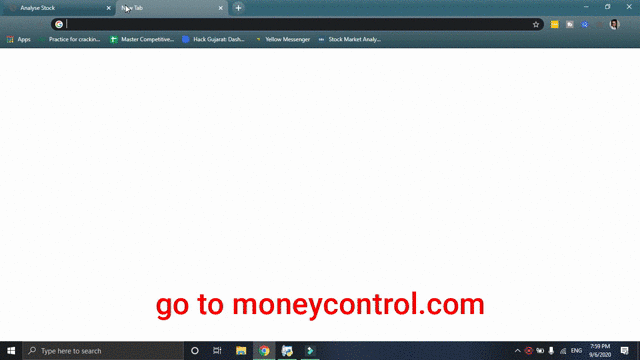 Analyse Stock
New Tab
Apps
Practice for crackin...
Master Competitive...
Hack Gujarat: Dash...
Yellow Messenger
Stock Market Analy...
go to moneycontrol.com
Type here to search
ENG
7:59 PM
9/6/2020